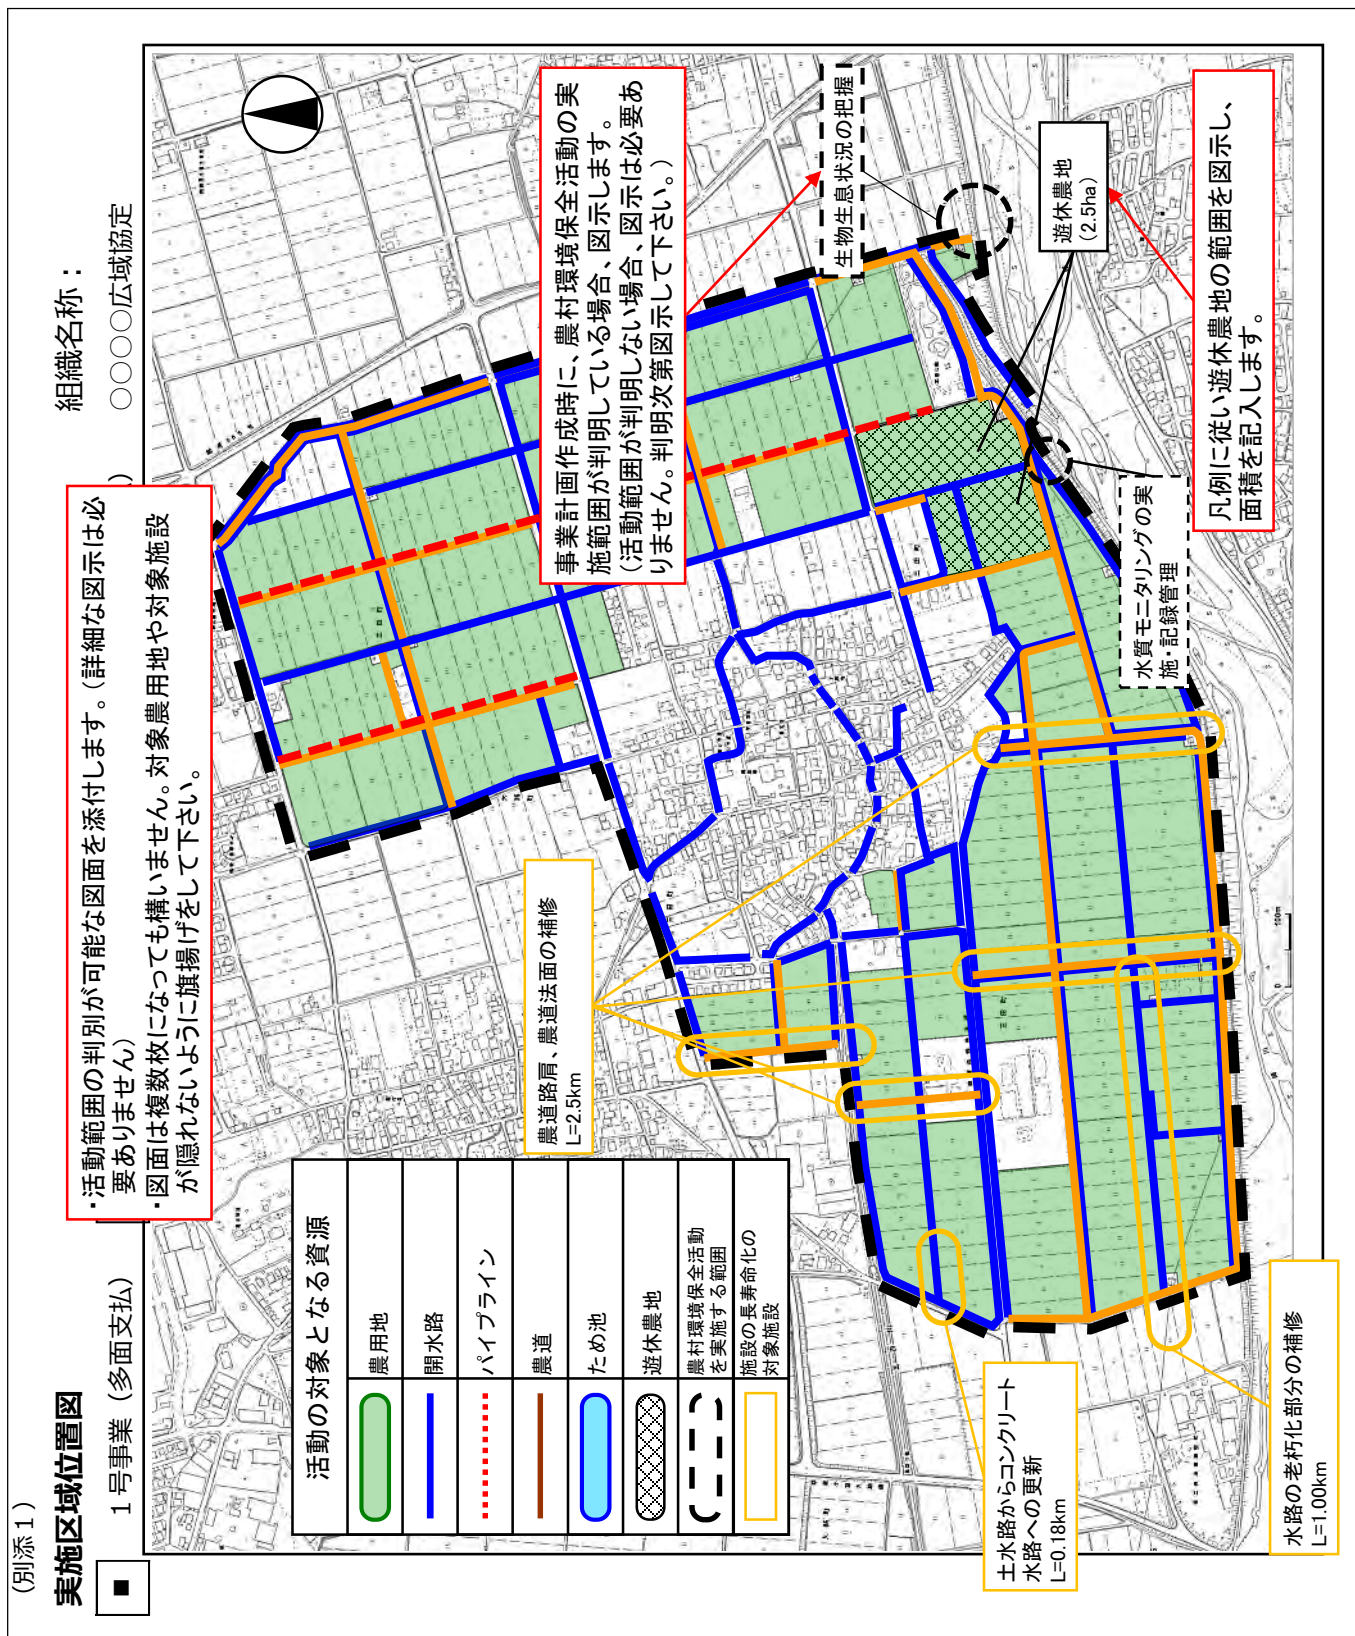 (別添１)
実施区域位置図
■
１号事業（多面支払）
組織名称：
○○○○広域協定
・活動範囲の判別が可能な図面を添付します。（詳細な図示は必
要ありません）
・図面は複数枚になっても構いません。対象農用地や対象施設
が隠れないように旗揚げをして下さい。
事業計画作成時に、農村環境保全活動の実
施範囲が判明している場合、図示します。
（活動範囲が判明しない場合、図示は必要あ
りません。判明次第図示して下さい。）
生物生息状況の把握
遊休農地
(2.5ha)
凡例に従い遊休農地の範囲を図示し、
面積を記入します。
水質モニタリングの実
施・記録管理
農道路肩、農道法面の補修
L=2.5km
活動の対象となる資源
農用地
開水路
パイプライン
農道
ため池
遊休農地
農村環境保全活動
を実施する範囲
施設の長寿命化の
対象施設
土水路からコンクリート
水路への更新
L=0.18km
水路の老朽化部分の補修
L=1.00km
0 100m